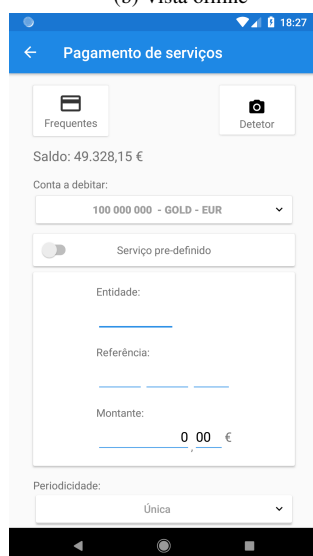 (b) Vista offline
18:27
Pagamento de serviços
Frequentes
Detetor
Saldo: 49.328,15 €
Conta a debitar:
100 000 000 - GOLD - EUR
Serviço pre-definido
Entidade:
Referência:
Montante:
0 , 00 €
Periodicidade:
Única